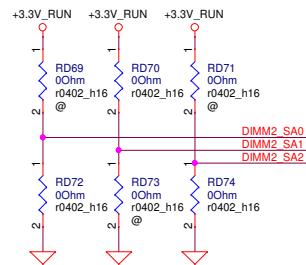 +3.3V_RUN +3.3V_RUN +3.3V_RUN
1 1 1
RD69 RD70 RD71
0Ohm 0Ohm 0Ohm
r0402_h16 r0402_h16 r0402_h16
@ @ @
2 2 2
DIMM2_SA0
DIMM2_SA1
DIMM2_SA2
1 1 1
RD72 RD73 RD74
0Ohm 0Ohm 0Ohm
r0402_h16 r0402_h16 r0402_h16
@
2 2 2